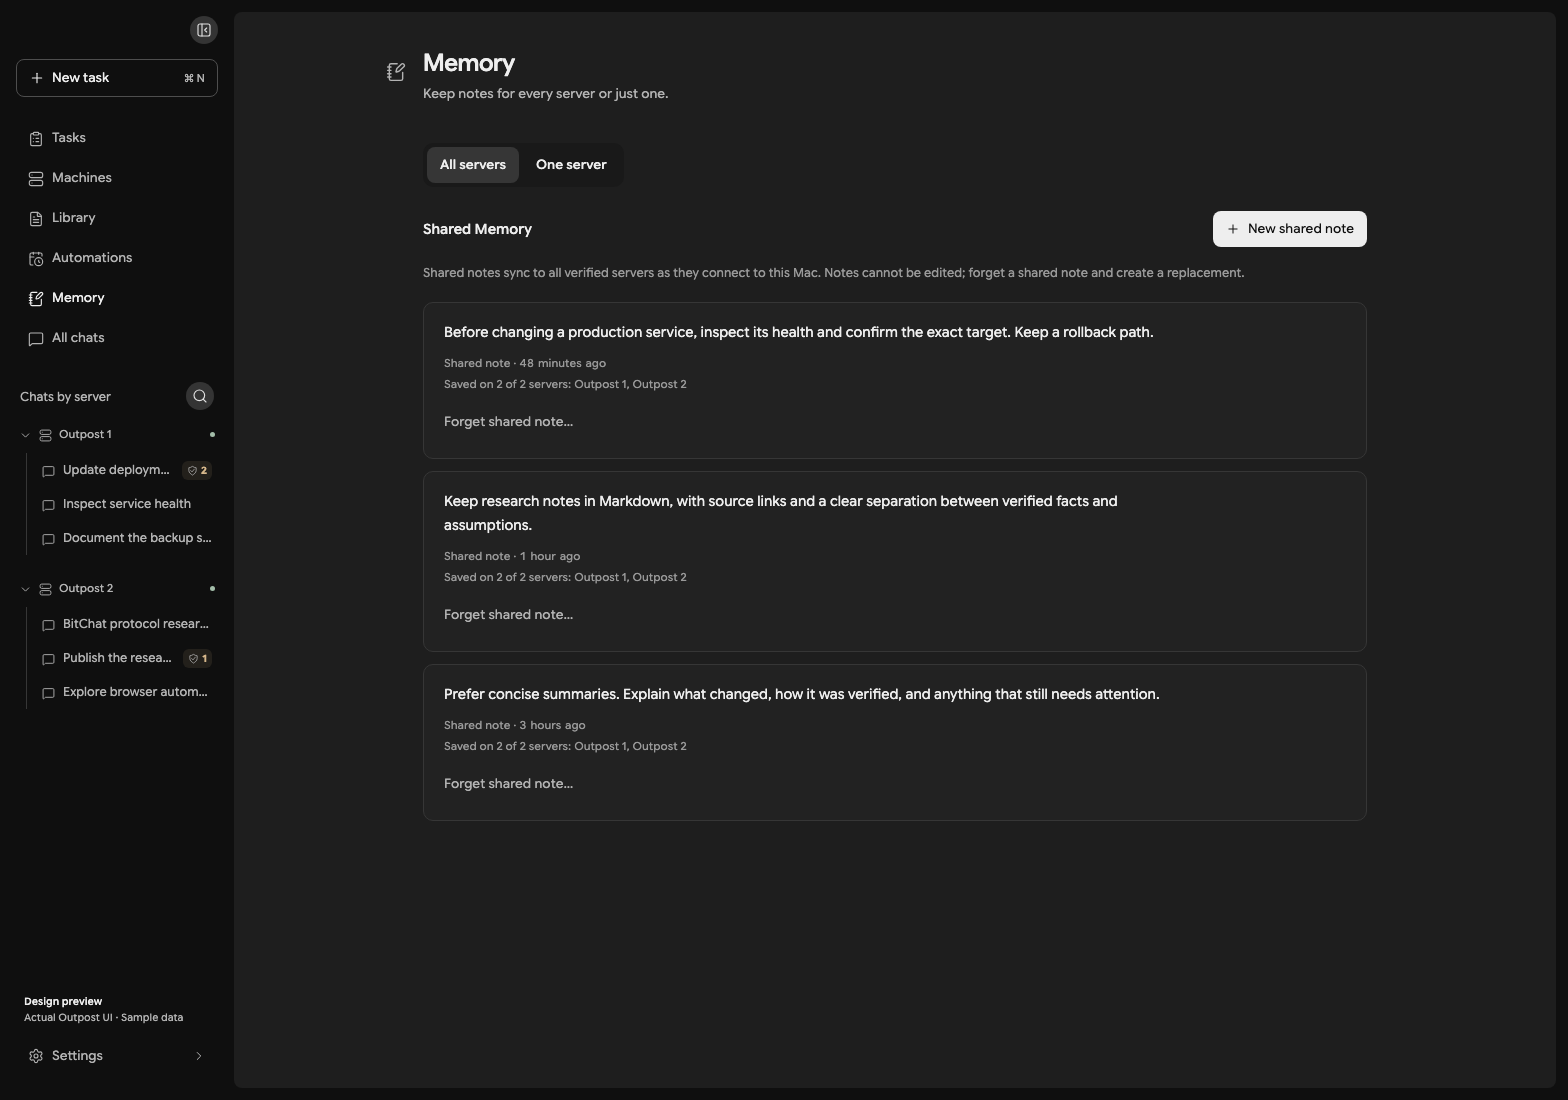 New task
⌘ N
Tasks
Machines
Library
Automations
Memory
All chats
Chats by server
Outpost 1
Update deploym... 2
Inspect service health
Document the backup s...
Outpost 2
BitChat protocol resear...
Publish the resea... 1
Explore browser autom...
Design preview
Actual Outpost UI · Sample data
Settings
Memory
Keep notes for every server or just one.
All servers
One server
Shared Memory
New shared note
Shared notes sync to all verified servers as they connect to this Mac. Notes cannot be edited; forget a shared note and create a replacement.
Before changing a production service, inspect its health and confirm the exact target. Keep a rollback path.
Shared note · 48 minutes ago
Saved on 2 of 2 servers: Outpost 1, Outpost 2
Forget shared note...
Keep research notes in Markdown, with source links and a clear separation between verified facts and
assumptions.
Shared note · 1 hour ago
Saved on 2 of 2 servers: Outpost 1, Outpost 2
Forget shared note...
Prefer concise summaries. Explain what changed, how it was verified, and anything that still needs attention.
Shared note · 3 hours ago
Saved on 2 of 2 servers: Outpost 1, Outpost 2
Forget shared note...